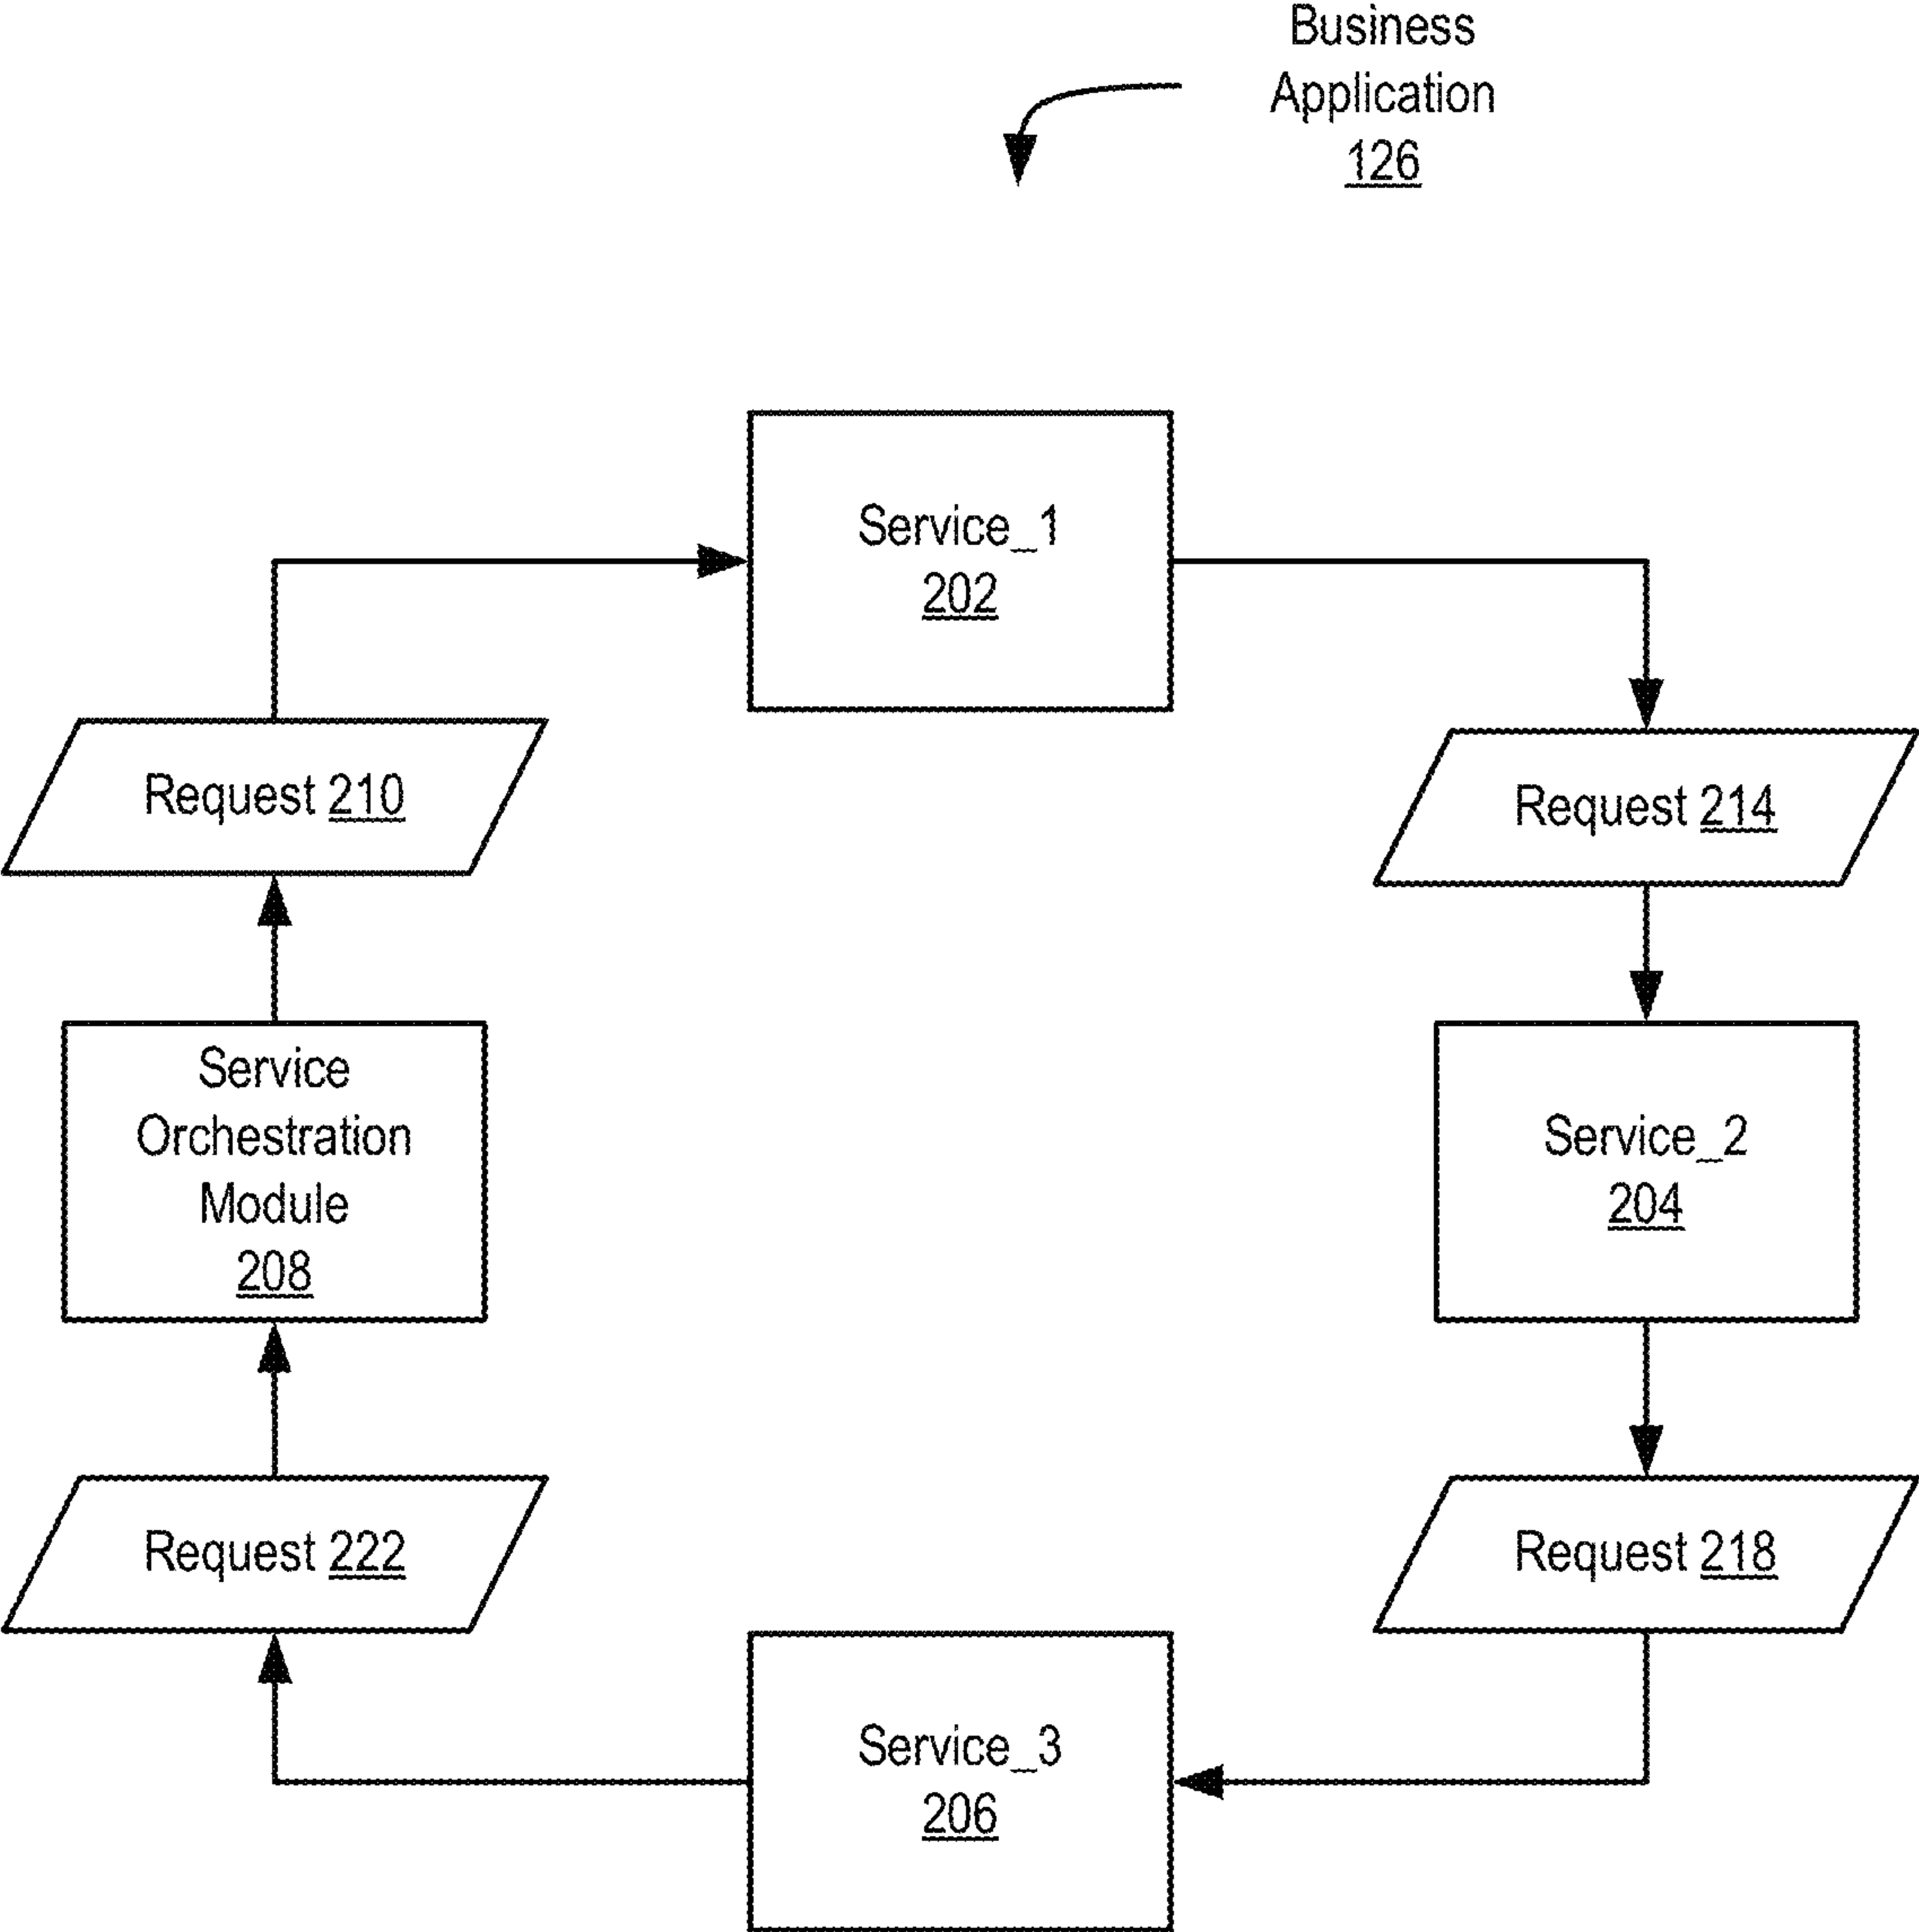 Business
Application
126
Service_1
202
Request 210
Request 214
Service
Orchestration
Module
208
Service_2
204
Request 222
Request 218
Service_3
206